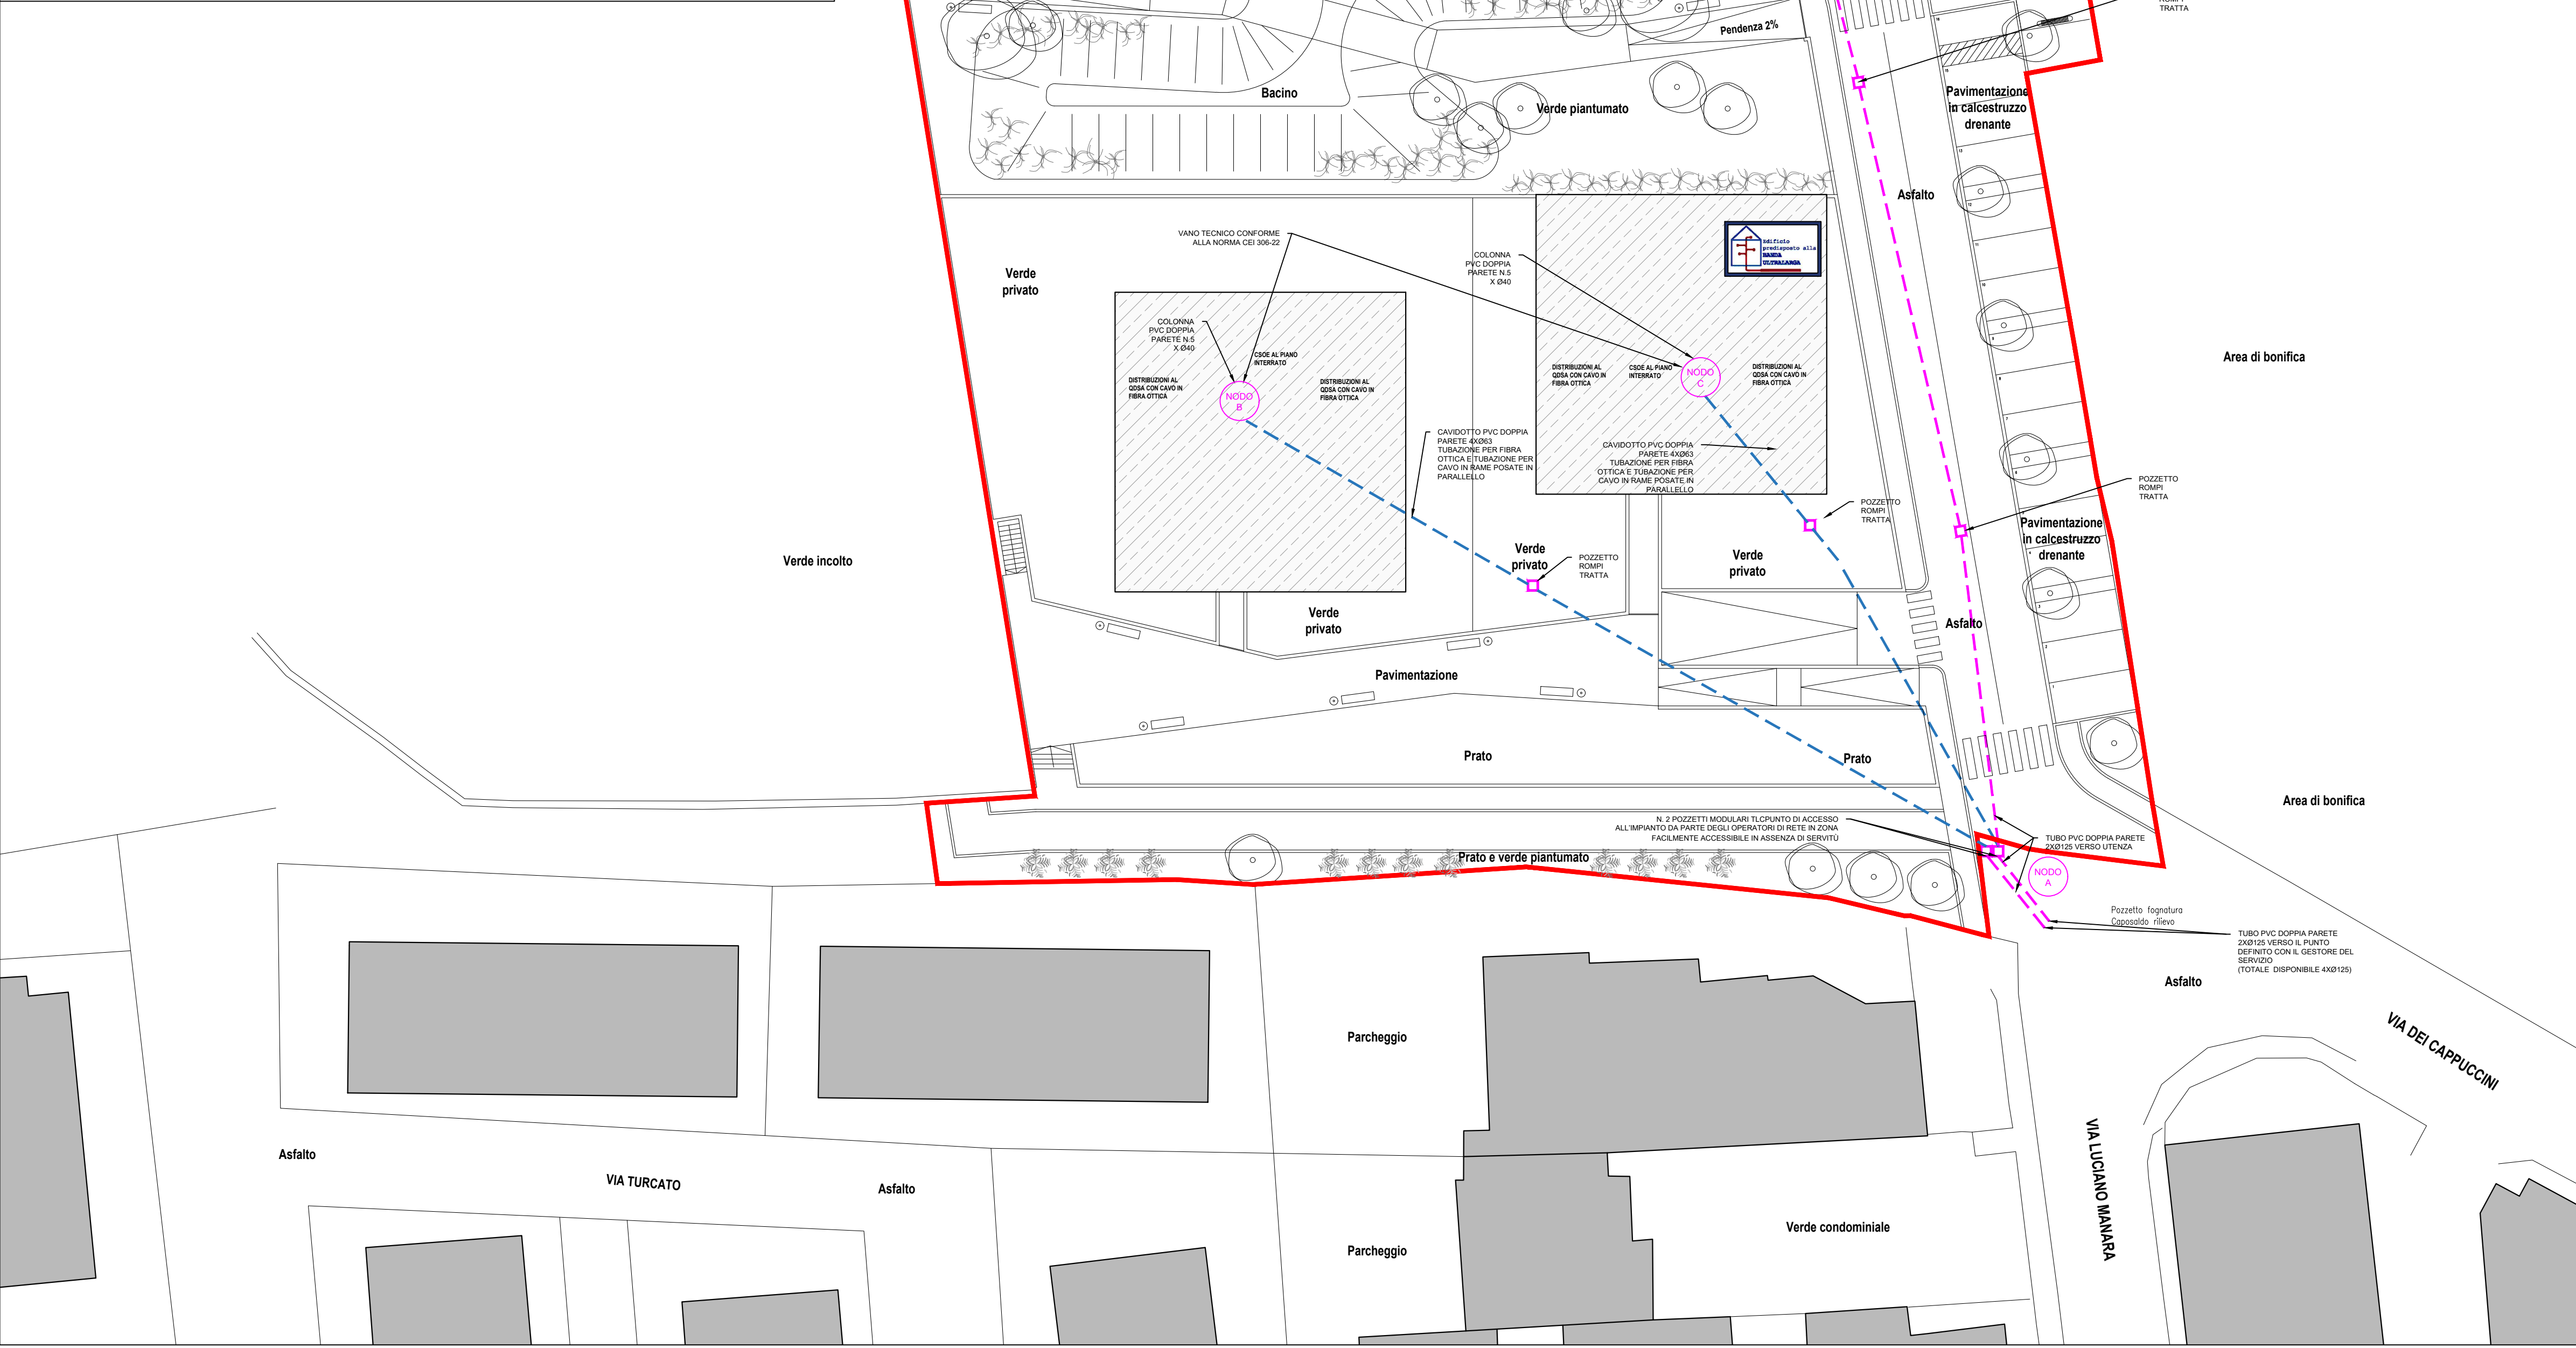 ROMPI
TRATTA
Pendenza 2%
Bacino
Verde piantumato
Pavimentazione
in calcestruzzo
drenante
Asfalto
VANO TECNICO CONFORME
ALLA NORMA CEI 306-22
COLONNA
PVC DOPPIA
PARETE N.5
X Ø40
Edificio
predisposto alla
BANDA
ULTRALARGA
Verde
privato
COLONNA
PVC DOPPIA
PARETE N.5
X Ø40
CSOE AL PIANO
INTERRATO
DISTRIBUZIONI AL
QDSA CON CAVO IN
FIBRA OTTICA
NODO
B
DISTRIBUZIONI AL
QDSA CON CAVO IN
FIBRA OTTICA
DISTRIBUZIONI AL
QDSA CON CAVO IN
FIBRA OTTICA
CSOE AL PIANO
INTERRATO
NODO
C
DISTRIBUZIONI AL
QDSA CON CAVO IN
FIBRA OTTICA
Area di bonifica
CAVIDOTTO PVC DOPPIA
PARETE 4XØ63
TUBAZIONE PER FIBRA
OTTICA E TUBAZIONE PER
CAVO IN RAME POSATE IN
PARALLELLO
CAVIDOTTO PVC DOPPIA
PARETE 4XØ63
TUBAZIONE PER FIBRA
OTTICA E TUBAZIONE PER
CAVO IN RAME POSATE IN
PARALLELLO
POZZETTO
ROMPI
TRATTA
POZZETTO
ROMPI
TRATTA
Pavimentazione
in calcestruzzo
drenante
Verde incolto
Verde
privato
POZZETTO
ROMPI
TRATTA
Verde
privato
Verde
privato
Asfalto
Pavimentazione
Prato
Prato
Area di bonifica
N. 2 POZZETTI MODULARI TLCPUNTO DI ACCESSO
ALL'IMPIANTO DA PARTE DEGLI OPERATORI DI RETE IN ZONA
FACILMENTE ACCESSIBILE IN ASSENZA DI SERVITÙ
TUBO PVC DOPPIA PARETE
2XØ125 VERSO UTENZA
Prato e verde piantumato
NODO
A
Pozzetto fognatura
Caposaldo rilievo
TUBO PVC DOPPIA PARETE
2XØ125 VERSO IL PUNTO
DEFINITO CON IL GESTORE DEL
SERVIZIO
(TOTALE DISPONIBILE 4XØ125)
Asfalto
VIA DEI CAPPUCCINI
Parcheggio
VIA LUCIANO MANARA
Asfalto
VIA TURCATO
Asfalto
Verde condominiale
Parcheggio